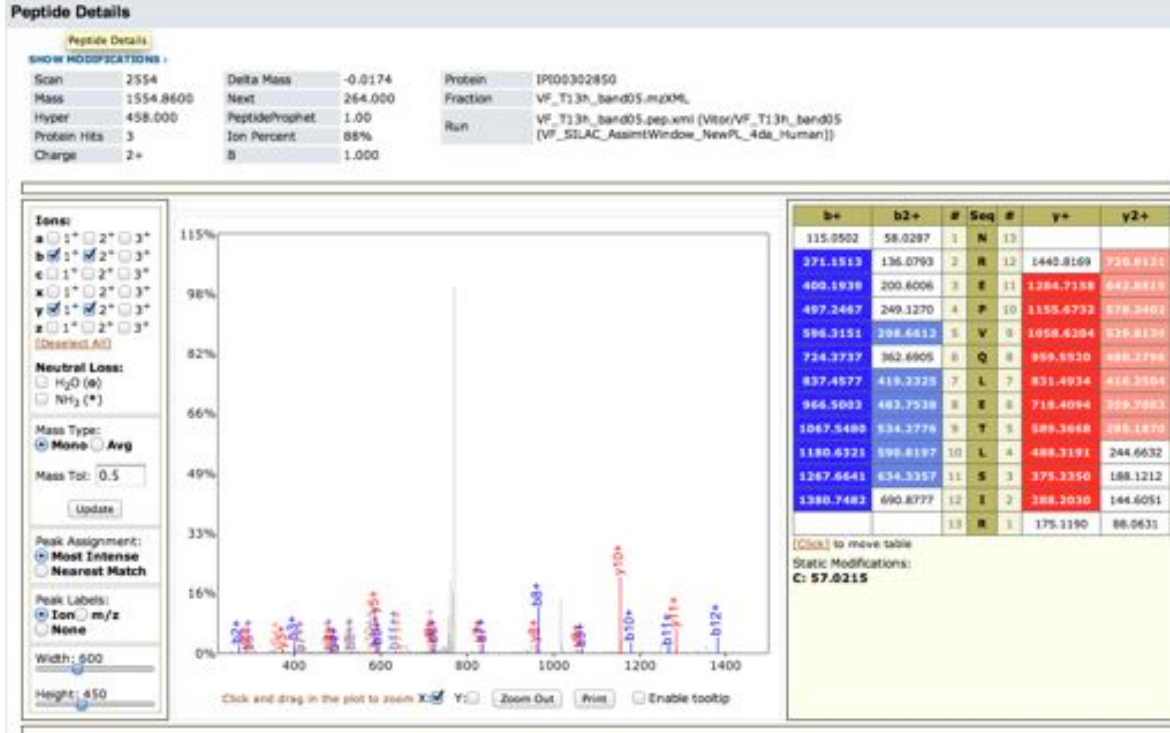 Peptide Details
Peptide Details
SHOW MODIFICATIONS
Scan 2554 Delta Mass -0.0174 Protein IPI00302850
Mass 1554.8600 Next 264.000 Fraction VF_T13h_band05.mzXML
Hyper 458.000 PeptideProphet 1.00 Run VF_T13h_band05.pep.xml (Vitor/VF_T13h_band05
Protein Hits 3 Ion Percent 88% (VF_SILAC_AssimtWindow_NewPL_4da_Human))
Charge 2+ B 1.000
Ions:
a 1+ 2+ 3+
b 1+ 2+ 3+
c 1+ 2+ 3+
x 1+ 2+ 3+
y 1+ 2+ 3+
z 1+ 2+ 3+
[Deselect All]
Neutral Loss:
H2O (o)
NH3 (*)
Mass Type:
Mono Avg
Mass Tol: 0.5
Update
Peak Assignment:
Most Intense
Nearest Match
Peak Labels:
Ion m/z
None
Width: 600
Height: 450
115%
98%
82%
66%
49%
33%
16%
0%
b2+ b3+ b8+ y8+ y10+ b10+ b11+ y11+ b12+
400 600 800 1000 1200 1400
Click and drag in the plot to zoom X: Y: Zoom Out Print Enable tooltip
b+ b2+ # Seq # y+ y2+
115.0502 58.0287 1 N 13
271.1513 136.0793 2 R 12 1440.8169
400.1939 200.6006 3 E 11 1284.7158
497.2467 249.1270 4 P 10 1155.6732
596.3151 298.6612 5 V 9 1058.6204
724.3737 362.6905 6 Q 8 959.5520
837.4577 419.2325 7 L 7 831.4934
966.5003 483.7538 8 E 6 718.4094
1067.5480 534.2776 9 T 5 589.3668
1180.6321 590.8197 10 L 4 488.3191 244.6632
1267.6641 634.3357 11 S 3 375.2350 188.1212
1380.7482 690.8777 12 I 2 288.2030 144.6051
13 R 1 175.1190 88.0631
[Click] to move table
Static Modifications:
C: 57.0215